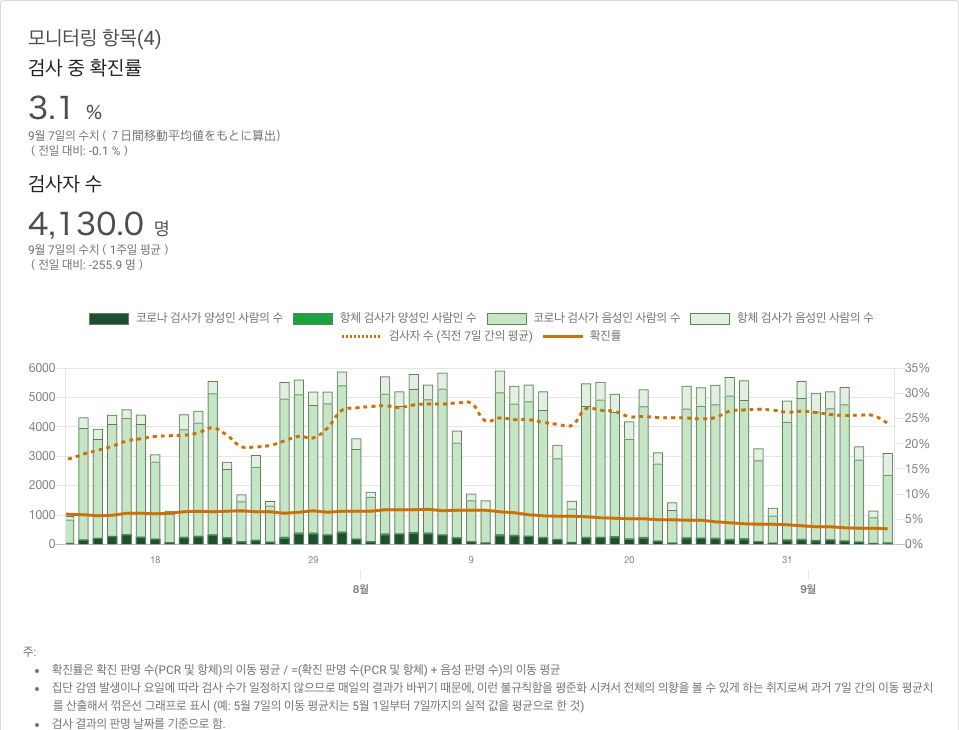 모니터링 항목(4)
검사 중 확진률
3.1 %
9월 7일의 수치 ( ７日間移動平均値をもとに算出)
( 전일 대비: -0.1 % )
검사자 수
4,130.0 명
9월 7일의 수치 ( 1주일 평균 )
( 전일 대비: -255.9 명 )
코로나 검사가 양성인 사람의 수 항체 검사가 양성인 사람인 수 코로나 검사가 음성인 사람의 수 항체 검사가 음성인 사람의 수
검사자 수 (직전 7일 간의 평균) 확진률
6000 35%
5000 30%
4000 25%
3000 20%
2000 15%
1000 10%
0 5%
0%
18 29 9 20 31
8월 9월
주:
확진률은 확진 판명 수(PCR 및 항체)의 이동 평균 / =(확진 판명 수(PCR 및 항체) + 음성 판명 수)의 이동 평균
집단 감염 발생이나 요일에 따라 검사 수가 일정하지 않으므로 매일의 결과가 바뀌기 때문에, 이런 불규칙함을 평준화 시켜서 전체의 의향을 볼 수 있게 하는 취지로써 과거 7일 간의 이동 평균치
를 산출해서 꺾은선 그래프로 표시 (예: 5월 7일의 이동 평균치는 5월 1일부터 7일까지의 실적 값을 평균으로 한 것)
검사 결과의 판명 날짜를 기준으로 함.